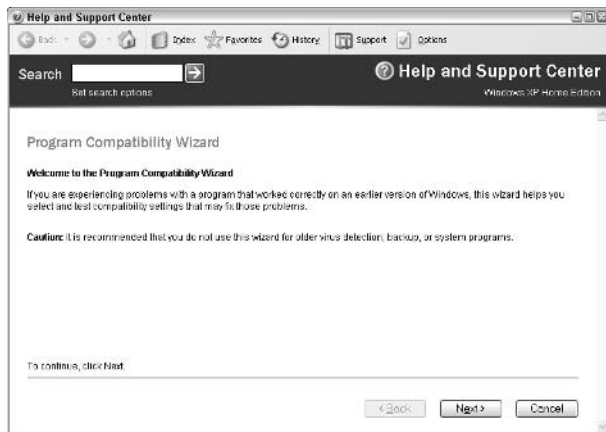 Help and Support Center
Back
Index Favorites History Support Options
Search
Set search options
Help and Support Center
Windows XP Home Edition
Program Compatibility Wizard
Welcome to the Program Compatibility Wizard
If you are experiencing problems with a program that worked correctly on an earlier version of Windows, this wizard helps you
select and test compatibility settings that may fix those problems.
Caution: It is recommended that you do not use this wizard for older virus detection, backup, or system programs.
To continue, click Next.
< Back Next > Cancel